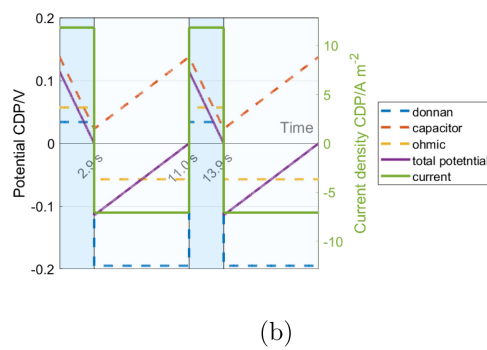 0.2
0.1
0
-0.1
-0.2
Potential CDP/V
Time
2.9 s
11.0 s
13.9 s
10
5
0
-5
-10
Current density CDP/A m-2
donnan
capacitor
ohmic
total potetntial
current
(b)